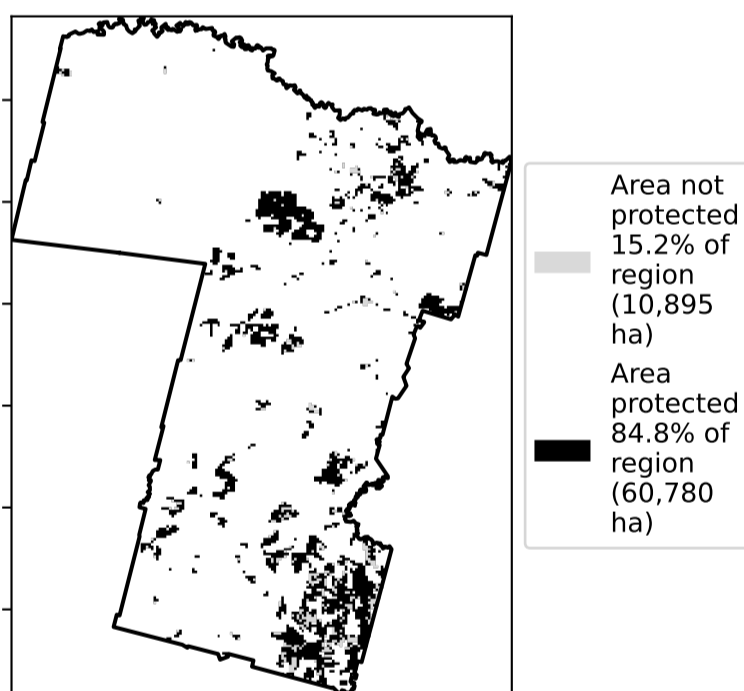 Area not
protected
15.2% of
region
(10,895
ha)
Area
protected
84.8% of
region
(60,780
ha)